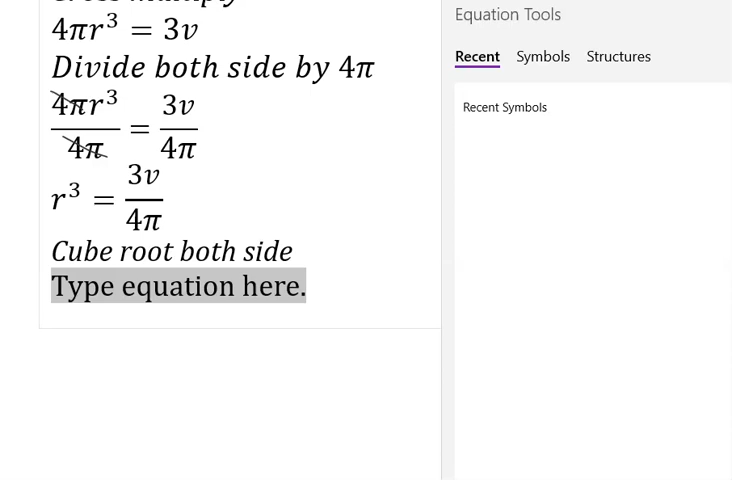 4πr³ = 3v
Divide both side by 4π
4πr³/4π = 3v/4π
r³ = 3v/4π
Cube root both side
Type equation here.
Equation Tools
Recent Symbols Structures
Recent Symbols